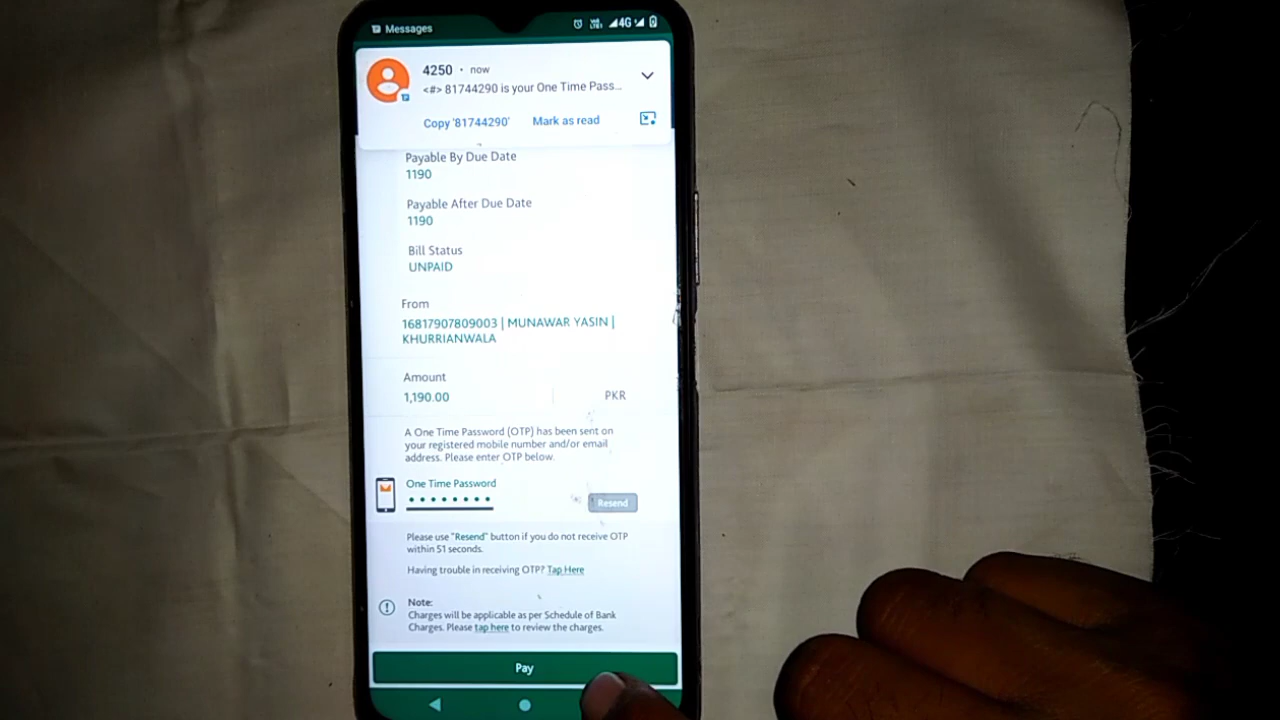 Messages
4G
4250 • now
<#> 81744290 is your One Time Pass...
Copy '81744290' Mark as read
Payable By Due Date
1190
Payable After Due Date
1190
Bill Status
UNPAID
From
16817907809003 | MUNAWAR YASIN |
KHURRIANWALA
Amount
1,190.00 PKR
A One Time Password (OTP) has been sent on
your registered mobile number and/or email
address. Please enter OTP below.
One Time Password
Resend
Please use "Resend" button if you do not receive OTP
within 51 seconds.
Having trouble in receiving OTP? Tap Here
Note:
Charges will be applicable as per Schedule of Bank
Charges. Please tap here to review the charges.
Pay